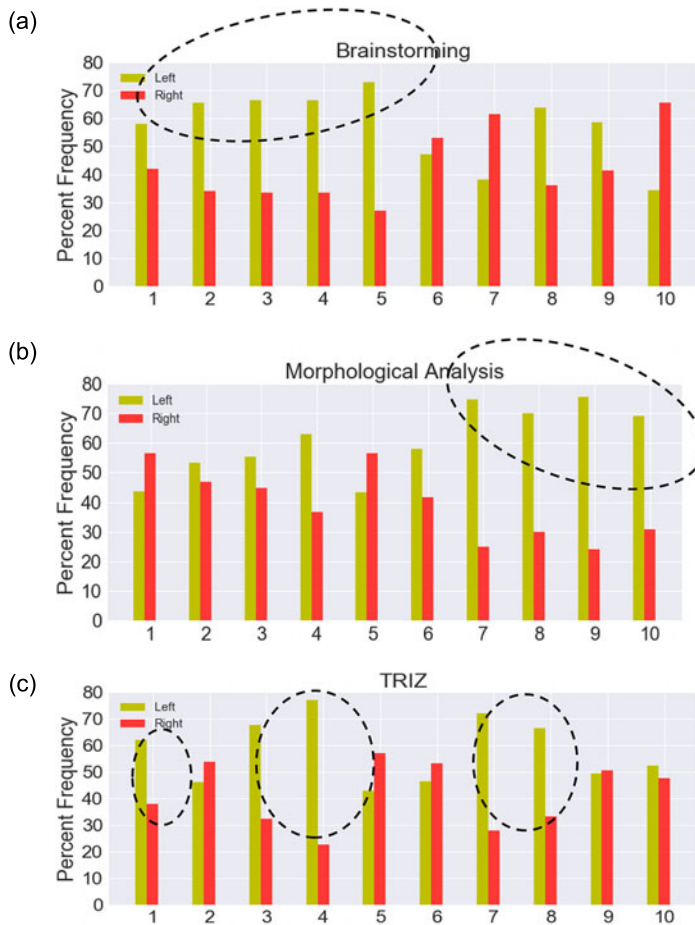 (a)
Brainstorming
80
70
60
50
40
30
20
10
0
Percent Frequency
Left
Right
1 2 3 4 5 6 7 8 9 10
(b)
Morphological Analysis
80
70
60
50
40
30
20
10
0
Percent Frequency
Left
Right
1 2 3 4 5 6 7 8 9 10
(c)
TRIZ
80
70
60
50
40
30
20
10
0
Percent Frequency
Left
Right
1 2 3 4 5 6 7 8 9 10